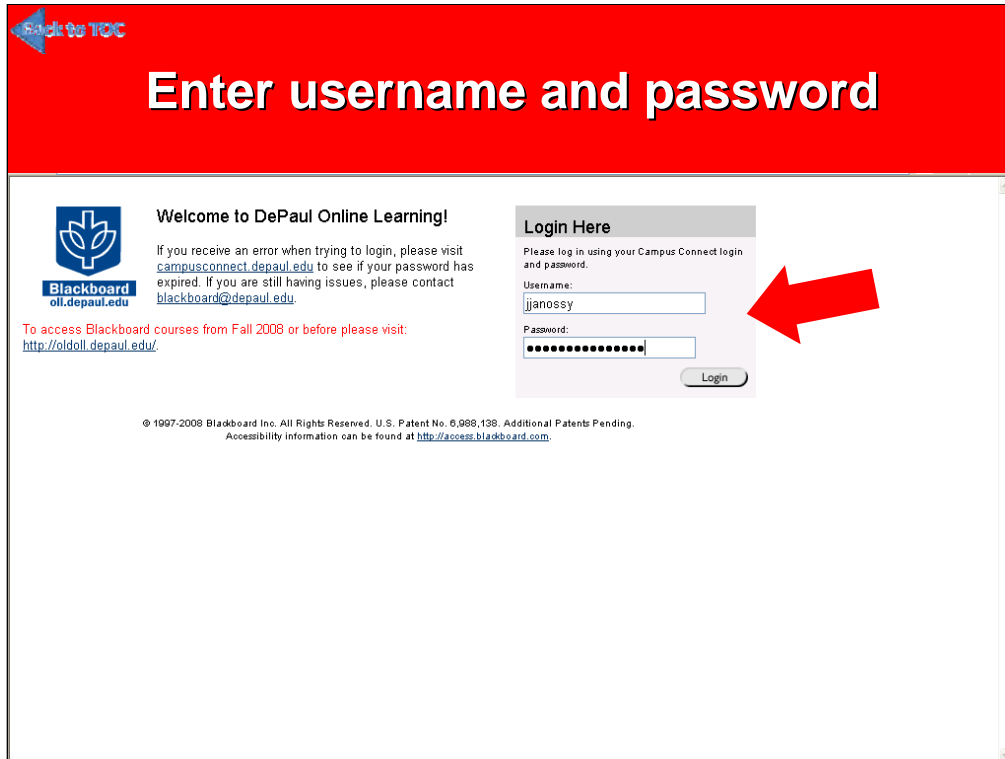 Back to TOC
Enter username and password
Blackboard
oll.depaul.edu
Welcome to DePaul Online Learning!
If you receive an error when trying to login, please visit
campusconnect.depaul.edu to see if your password has
expired. If you are still having issues, please contact
blackboard@depaul.edu.
To access Blackboard courses from Fall 2008 or before please visit:
http://oldoll.depaul.edu/.
Login Here
Please log in using your Campus Connect login
and password.
Username:
jjanossy
Password:
●●●●●●●●●●●●●●●
Login
© 1997-2008 Blackboard Inc. All Rights Reserved. U.S. Patent No. 6,988,138. Additional Patents Pending.
Accessibility information can be found at http://access.blackboard.com.